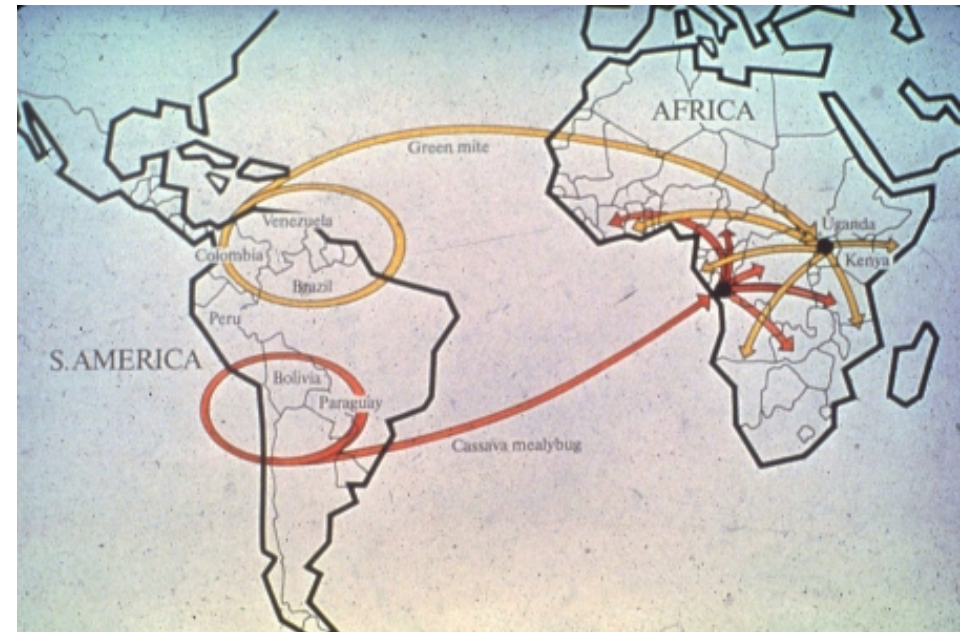 AFRICA
Green mite
Venezuela
Uganda
Colombia
Kenya
Brazil
Peru
S. AMERICA
Bolivia
Paraguay
Cassava mealybug